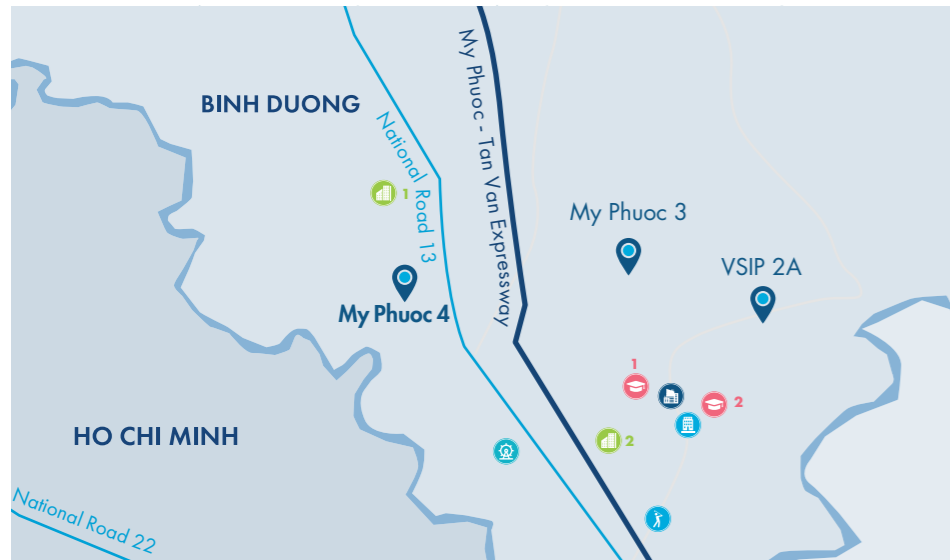 BINH DUONG
National Road 13
My Phuoc - Tan Van Expressway
1
My Phuoc 3
VSIP 2A
My Phuoc 4
1
2
2
HO CHI MINH
National Road 22